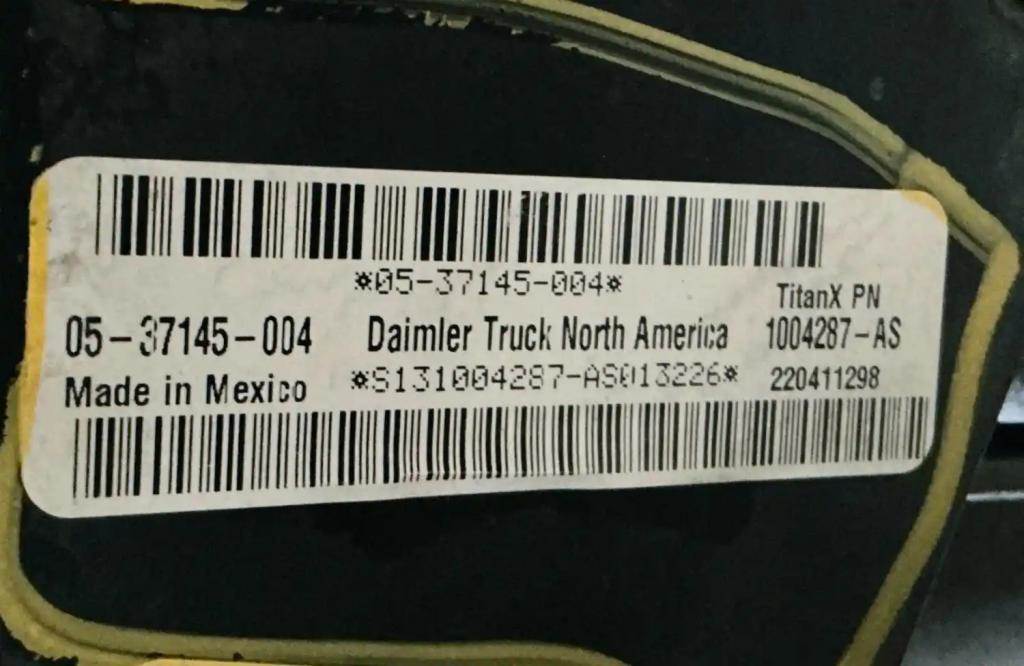 *05-37145-004*
TitanX PN
05-37145-004 Daimler Truck North America 1004287-AS
Made in Mexico *S131004287-AS013226* 220411298